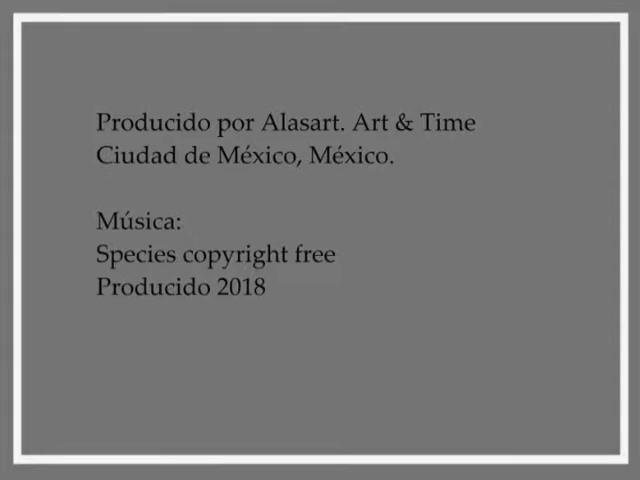 Producido por Alasart. Art & Time
Ciudad de México, México.
Música:
Species copyright free
Producido 2018